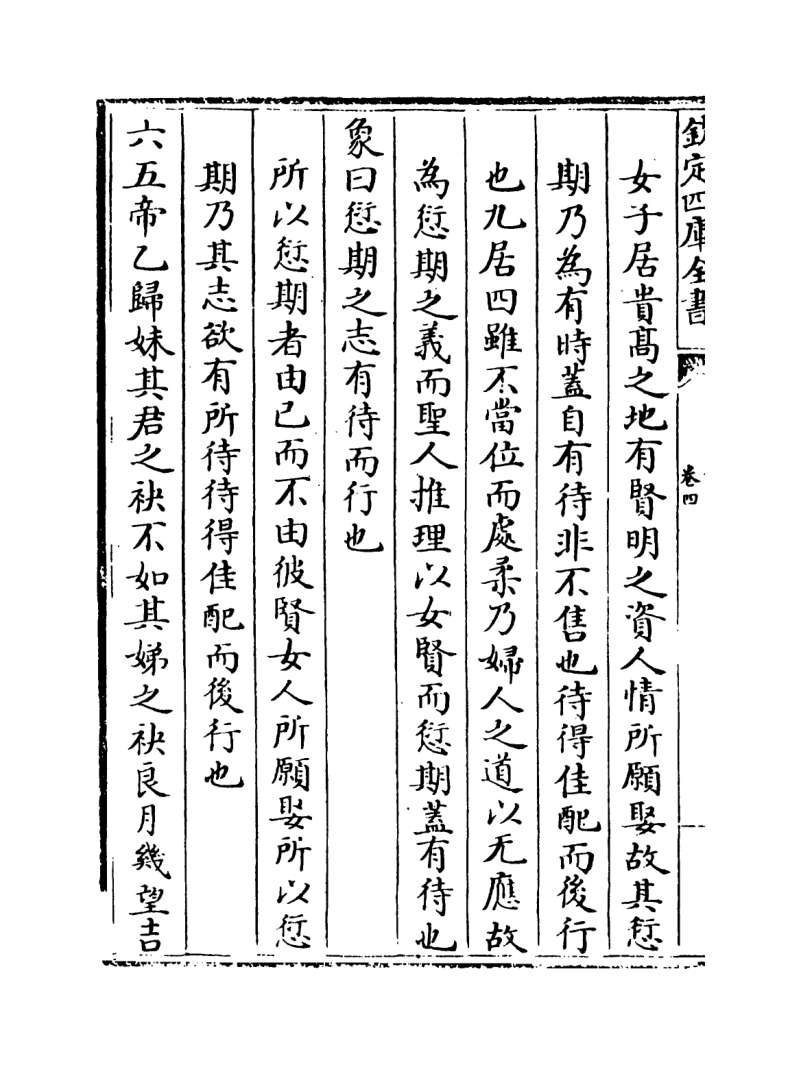 欽定四庫全書
卷四
女子居貴髙之地有賢明之資人情所願娶故其愆
期乃為有時蓋自有待非不售也待得佳配而後行
也九居四雖不當位而處柔乃婦人之道以无應故
為愆期之義而聖人推理以女賢而愆期蓋有待也
象曰愆期之志有待而行也
所以愆期者由己而不由彼賢女人所願娶所以愆
期乃其志欲有所待待得佳配而後行也
六五帝乙歸妹其君之袂不如其娣之袂良月幾望吉